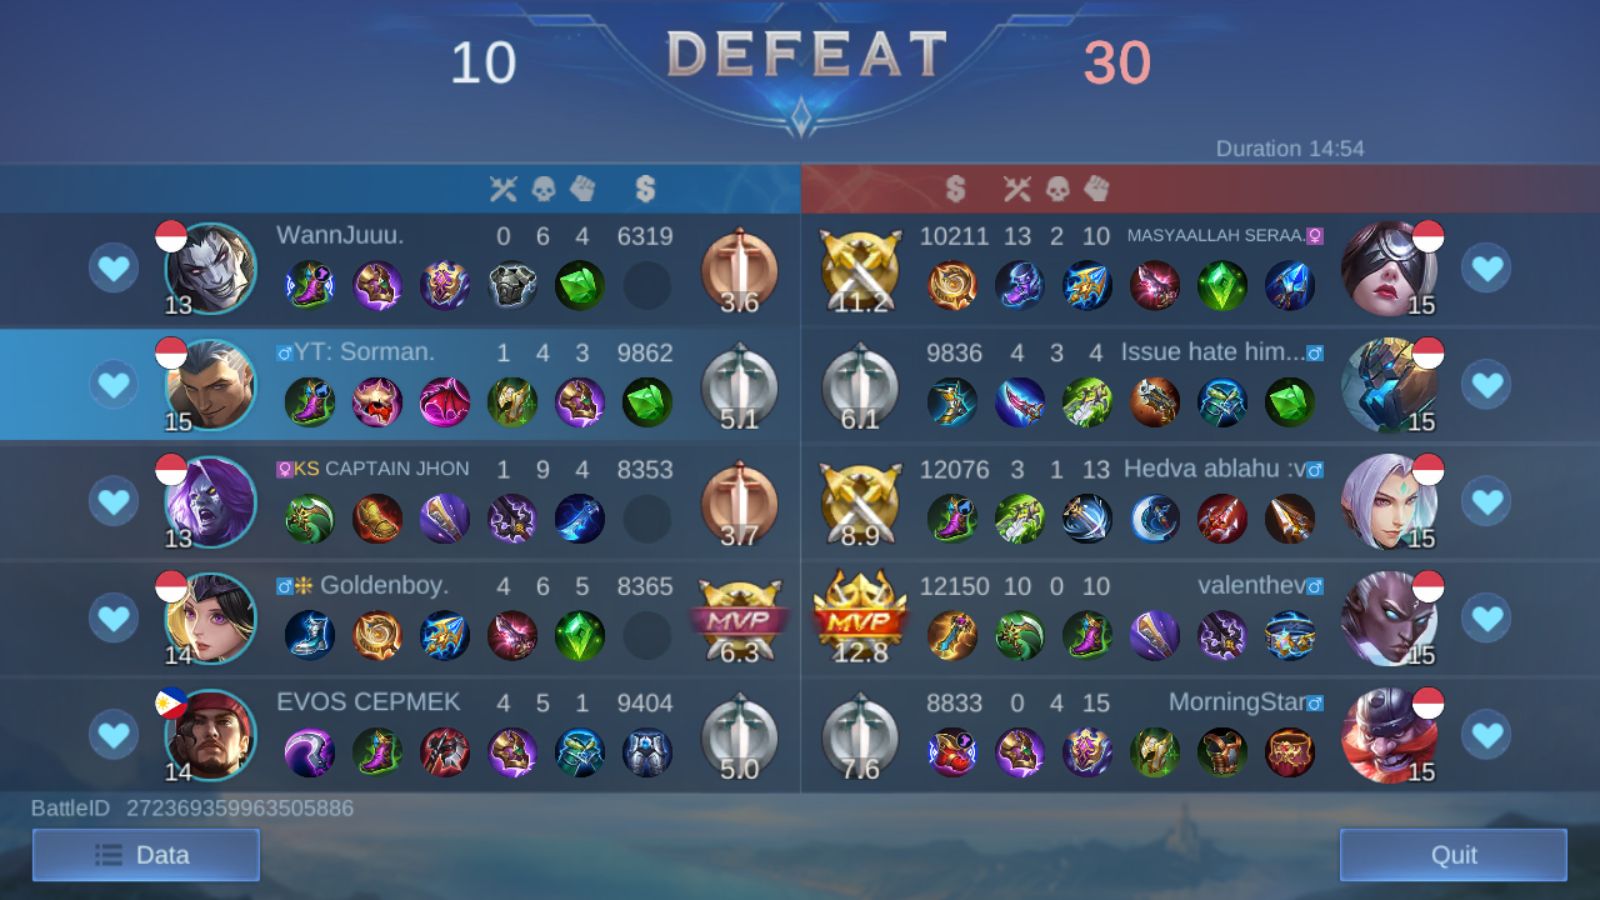 10 DEFEAT 30
Duration 14:54
WannJuuu. 0 6 4 6319
13 3.6
10211 13 2 10 MASYAALLAH SERAA.♀
11.2 15
♂YT: Sorman. 1 4 3 9862
15 5.1
9836 4 3 4 Issue hate him...♂
6.1 15
♀KS CAPTAIN JHON 1 9 4 8353
13 3.7
12076 3 1 13 Hedva ablahu :v♂
8.9 15
♂ Goldenboy. 4 6 5 8365
14 MVP 6.3
12150 10 0 10 valenthev♂
MVP 12.8 15
EVOS CEPMEK 4 5 1 9404
14 5.0
8833 0 4 15 MorningStar♂
7.6 15
BattleID 272369359963505886
Data
Quit